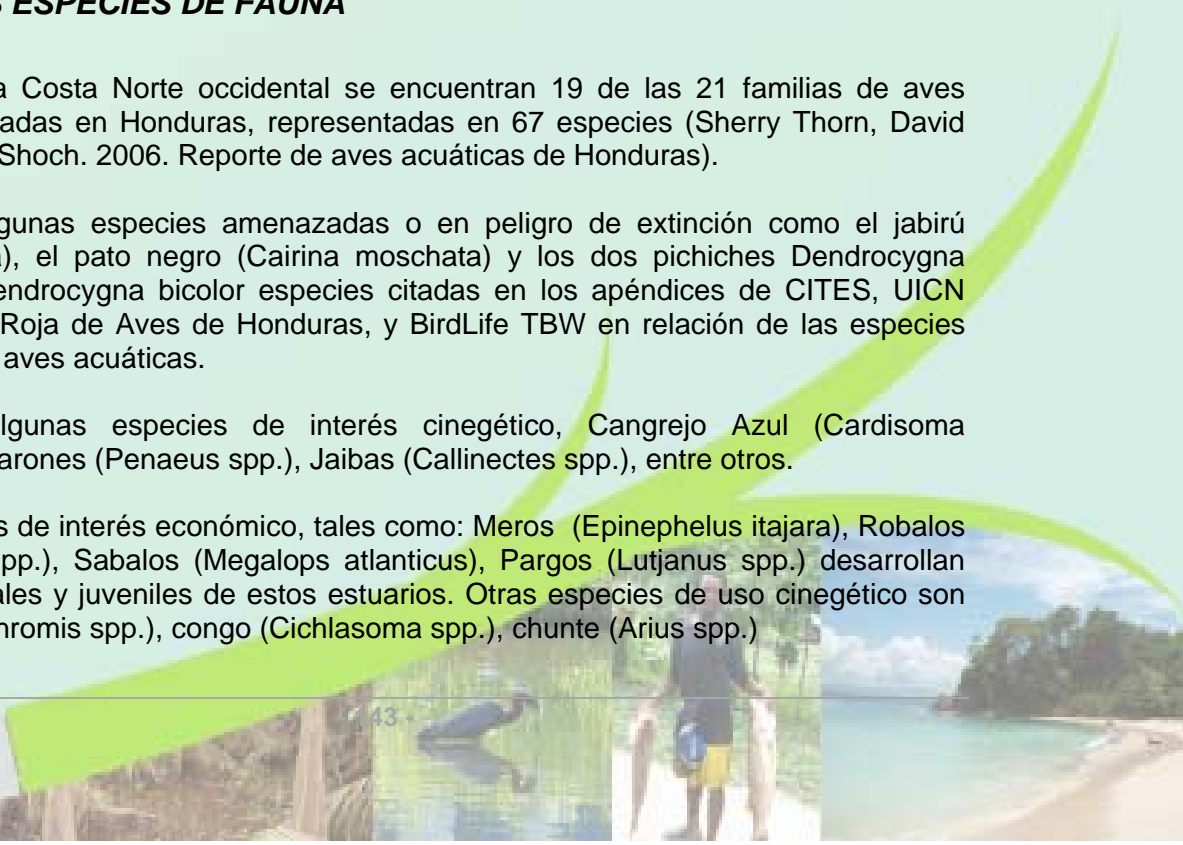 ESPECIES DE FAUNA
a Costa Norte occidental se encuentran 19 de las 21 familias de aves
adas en Honduras, representadas en 67 especies (Sherry Thorn, David
Shoch. 2006. Reporte de aves acuáticas de Honduras).
gunas especies amenazadas o en peligro de extinción como el jabirú
), el pato negro (Cairina moschata) y los dos pichiches Dendrocygna
endrocygna bicolor especies citadas en los apéndices de CITES, UICN
Roja de Aves de Honduras, y BirdLife TBW en relación de las especies
aves acuáticas.
lgunas especies de interés cinegético, Cangrejo Azul (Cardisoma
arones (Penaeus spp.), Jaibas (Callinectes spp.), entre otros.
s de interés económico, tales como: Meros (Epinephelus itajara), Robalos
pp.), Sabalos (Megalops atlanticus), Pargos (Lutjanus spp.) desarrollan
ales y juveniles de estos estuarios. Otras especies de uso cinegético son
hromis spp.), congo (Cichlasoma spp.), chunte (Arius spp.)
43